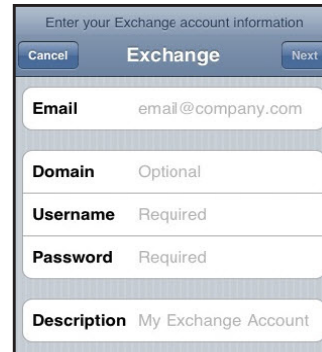 Enter your Exchange account information
Cancel Exchange Next
Email email@company.com
Domain Optional
Username Required
Password Required
Description My Exchange Account